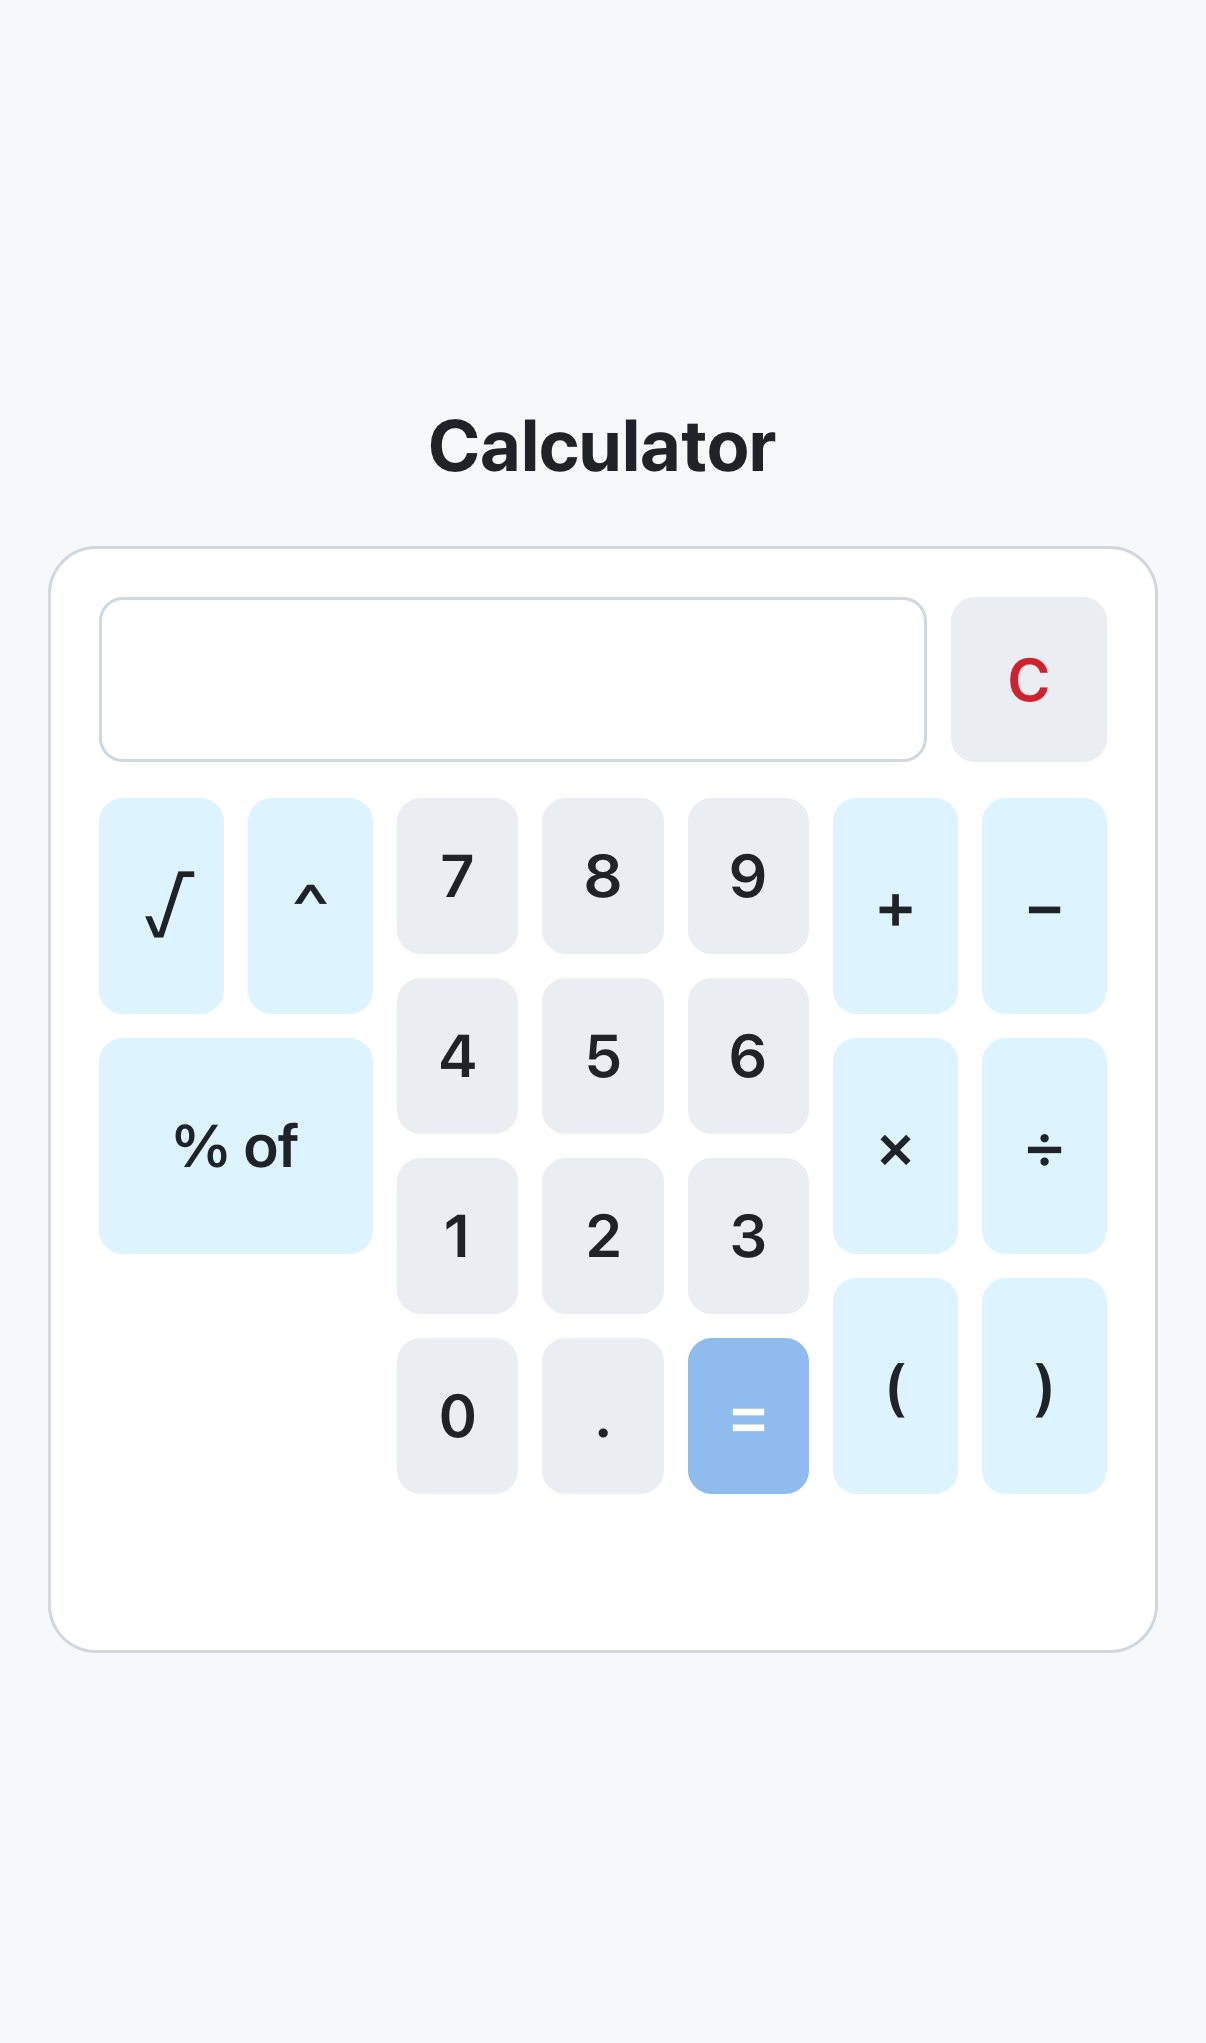 Calculator
C
√ ^ 7 8 9 + −
4 5 6
% of × ÷
1 2 3
0 . = ( )